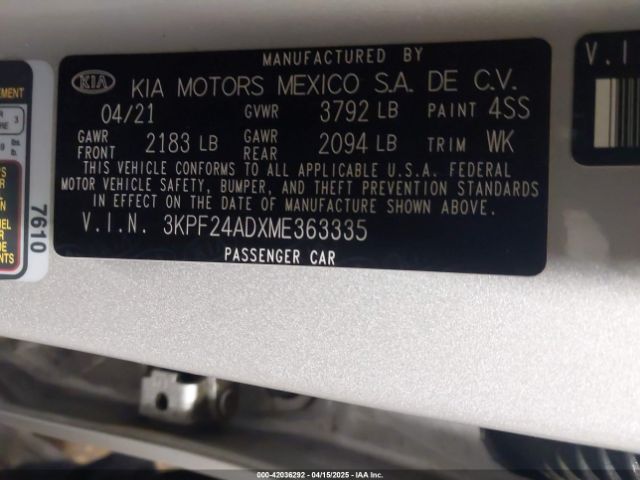 MANUFACTURED BY
KIA KIA MOTORS MEXICO S.A. DE C.V.
04/21 GVWR 3792 LB PAINT 4SS
GAWR FRONT 2183 LB GAWR REAR 2094 LB TRIM WK
THIS VEHICLE CONFORMS TO ALL APPLICABLE U.S.A. FEDERAL
MOTOR VEHICLE SAFETY, BUMPER, AND THEFT PREVENTION STANDARDS
IN EFFECT ON THE DATE OF MANUFACTURE SHOWN ABOVE.
V.I.N. 3KPF24ADXME363335
PASSENGER CAR
7610
3
lbs.
V.I
000-42036292 - 04/15/2025 - IAA Inc.